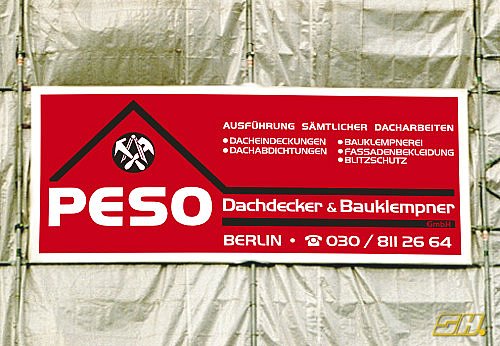 AUSFÜHRUNG SÄMTLICHER DACHARBEITEN
• DACHEINDECKUNGEN • BAUKLEMPNEREI
• DACHABDICHTUNGEN • FASSADENBEKLEIDUNG
• BLITZSCHUTZ
PESO Dachdecker & Bauklempner
GmbH
BERLIN • ☎ 030 / 811 26 64
SH.